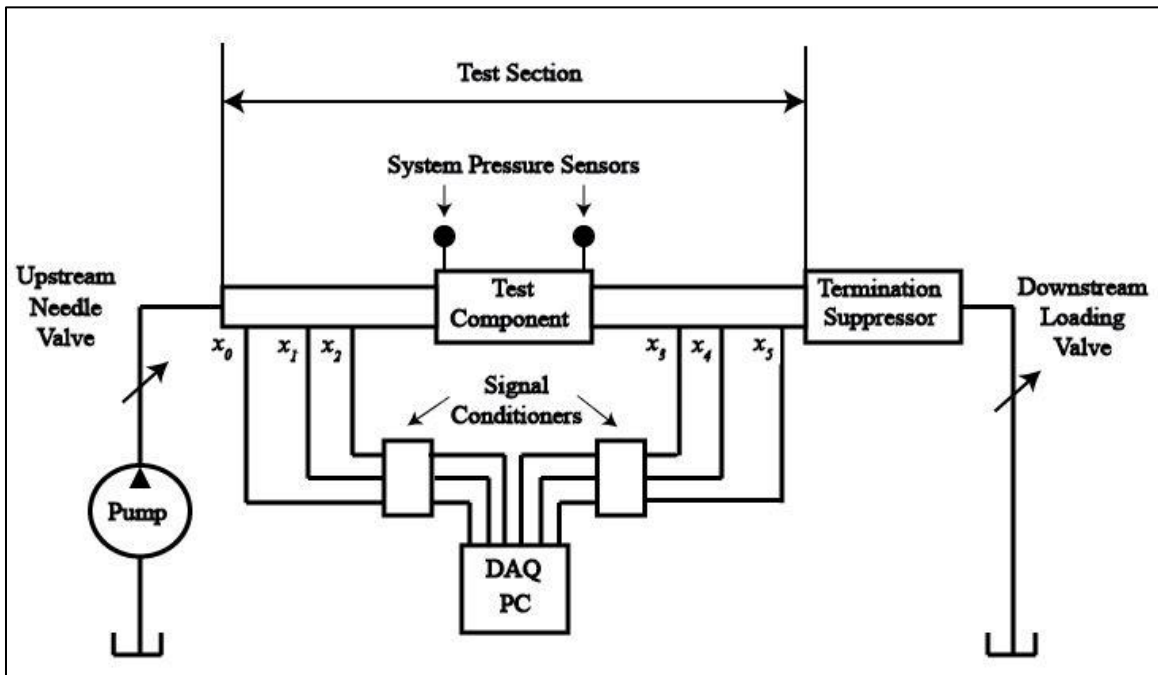 Test Section
System Pressure Sensors
Upstream
Needle
Valve
Test
Component
Termination
Suppressor
Downstream
Loading
Valve
x0
x1
x2
x3
x4
x5
Signal
Conditioners
Pump
DAQ
PC